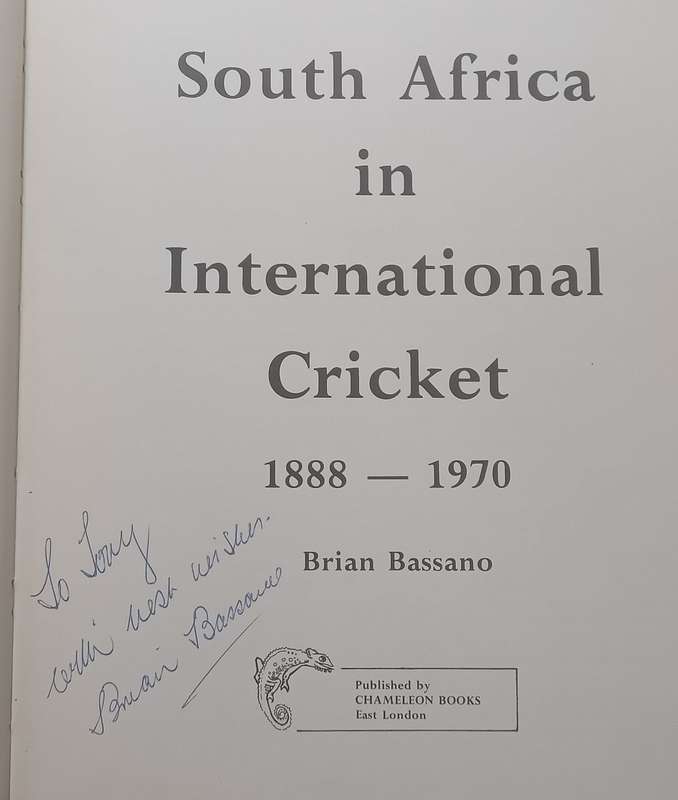 South Africa
in
International
Cricket
1888 — 1970
Brian Bassano
To Tony
with best wishes.
Brian Bassano
Published by
CHAMELEON BOOKS
East London